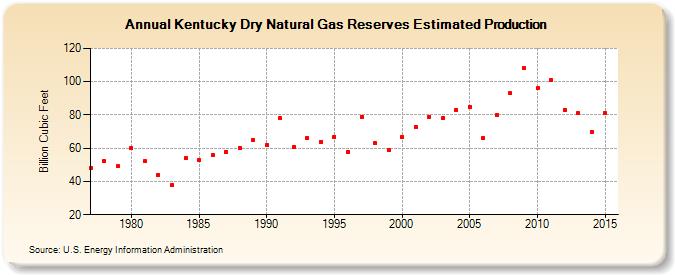 Annual Kentucky Dry Natural Gas Reserves Estimated Production
Billion Cubic Feet
120
100
80
60
40
20
1980 1985 1990 1995 2000 2005 2010 2015
Source: U.S. Energy Information Administration